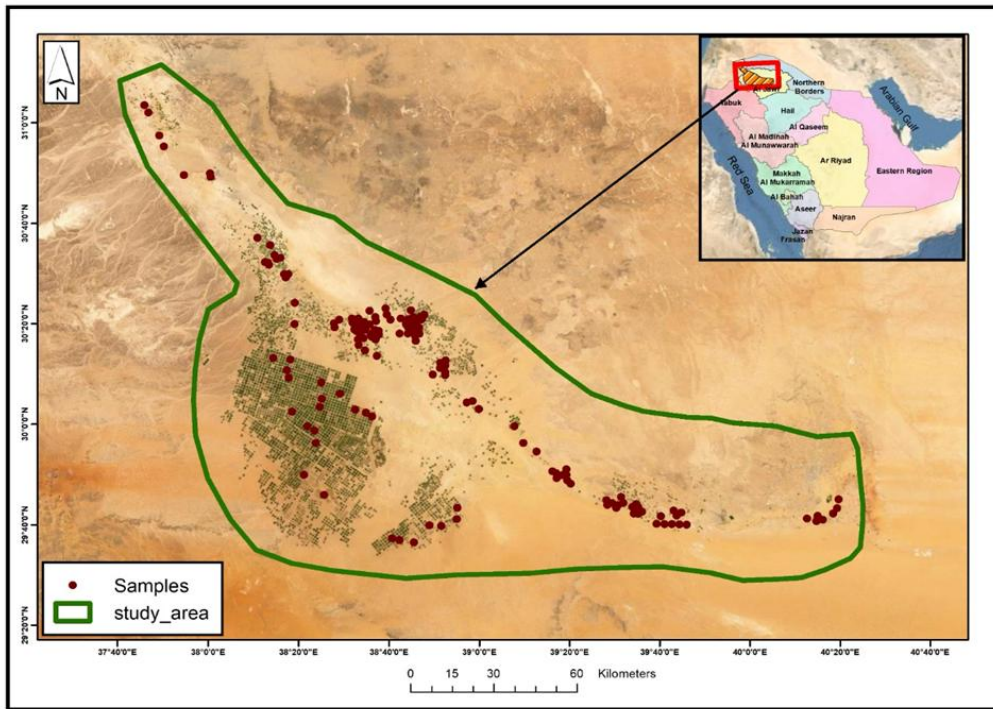 N
Northern
Borders
Tabuk
Al Jawf
Hail
Al Qaseem
Al Madinah
Al Munawwarah
Ar Riyad
Eastern Region
Makkah
Al Mukarramah
Al Bahah
Aseer
Najran
Jazan
Frasan
Red Sea
Arabian Gulf
31°0'0"N
30°40'0"N
30°20'0"N
30°0'0"N
29°40'0"N
29°20'0"N
Samples
study_area
37°40'0"E
38°0'0"E
38°20'0"E
38°40'0"E
39°0'0"E
39°20'0"E
39°40'0"E
40°0'0"E
40°20'0"E
40°40'0"E
0 15 30 60 Kilometers